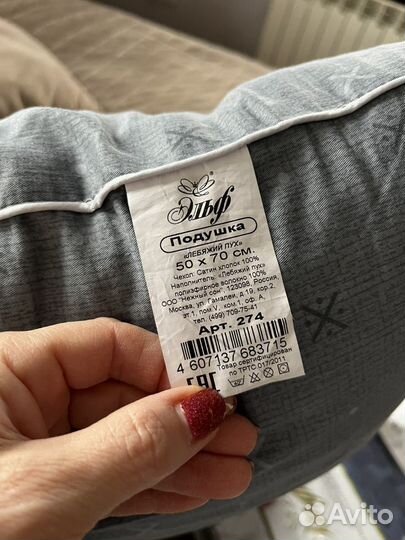 Эльф
Подушка
«ЛЕБЯЖИЙ ПУХ»
50 х 70 см.
Чехол: Сатин хлопок 100%
Наполнитель: «Лебяжий пух»
полиэфирное волокно 100%
ООО "Нежный сон" 123098, Россия,
Москва, ул. Гамалеи, д.19, кор.2,
эт 1, пом.V, ком.1, оф. А,
тел. (499) 709-75-41
Арт. 274
4 607137 683715
Товар сертифицирован
по ТРТС 017/2011
EAC
Avito